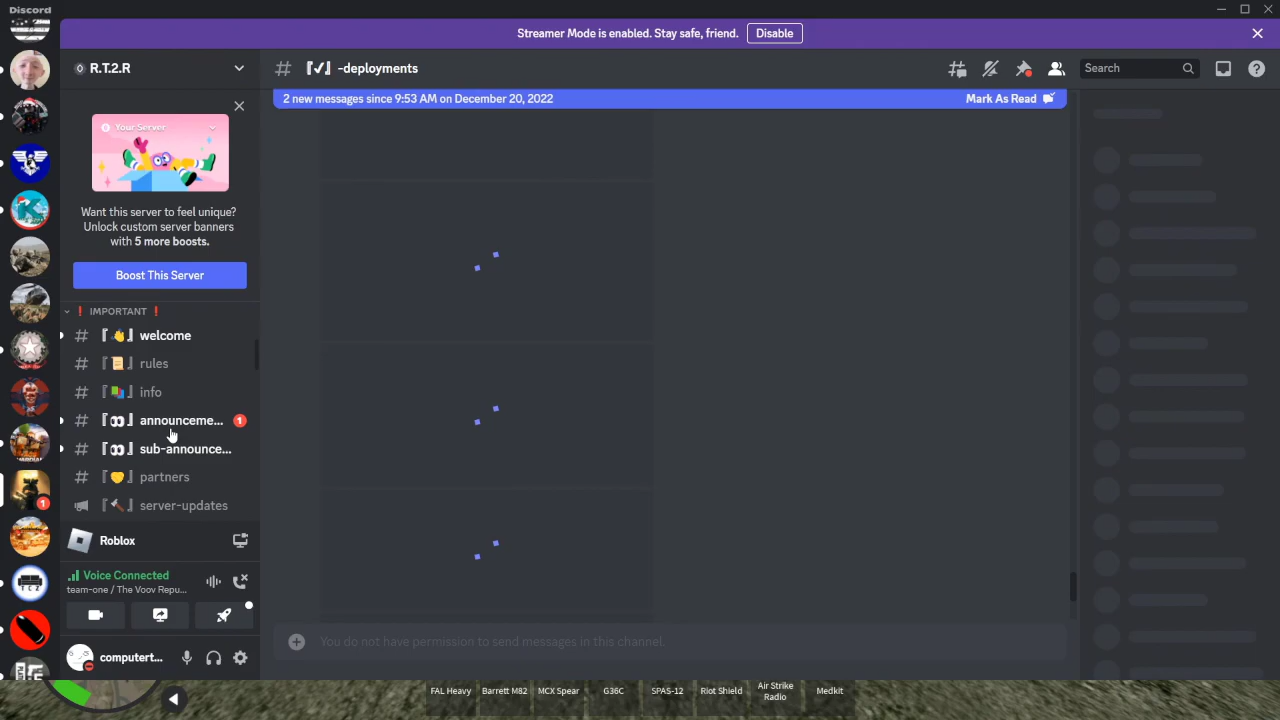 Discord
Streamer Mode is enabled. Stay safe, friend.
Disable
R.T.2.R
『✓』-deployments
Search
2 new messages since 9:53 AM on December 20, 2022
Mark As Read
Your Server
Want this server to feel unique?
Unlock custom server banners
with 5 more boosts.
Boost This Server
❗ IMPORTANT ❗
# 『👋』welcome
# 『📜』rules
# 『📚』info
# 『👀』announceme... 1
# 『👀』sub-announce...
# 『🤝』partners
『🔨』server-updates
1
Roblox
Voice Connected
team-one / The Voov Repu...
computert...
You do not have permission to send messages in this channel.
TCZ
FAL Heavy
Barrett M82
MCX Spear
G36C
SPAS-12
Riot Shield
Air Strike
Radio
Medkit